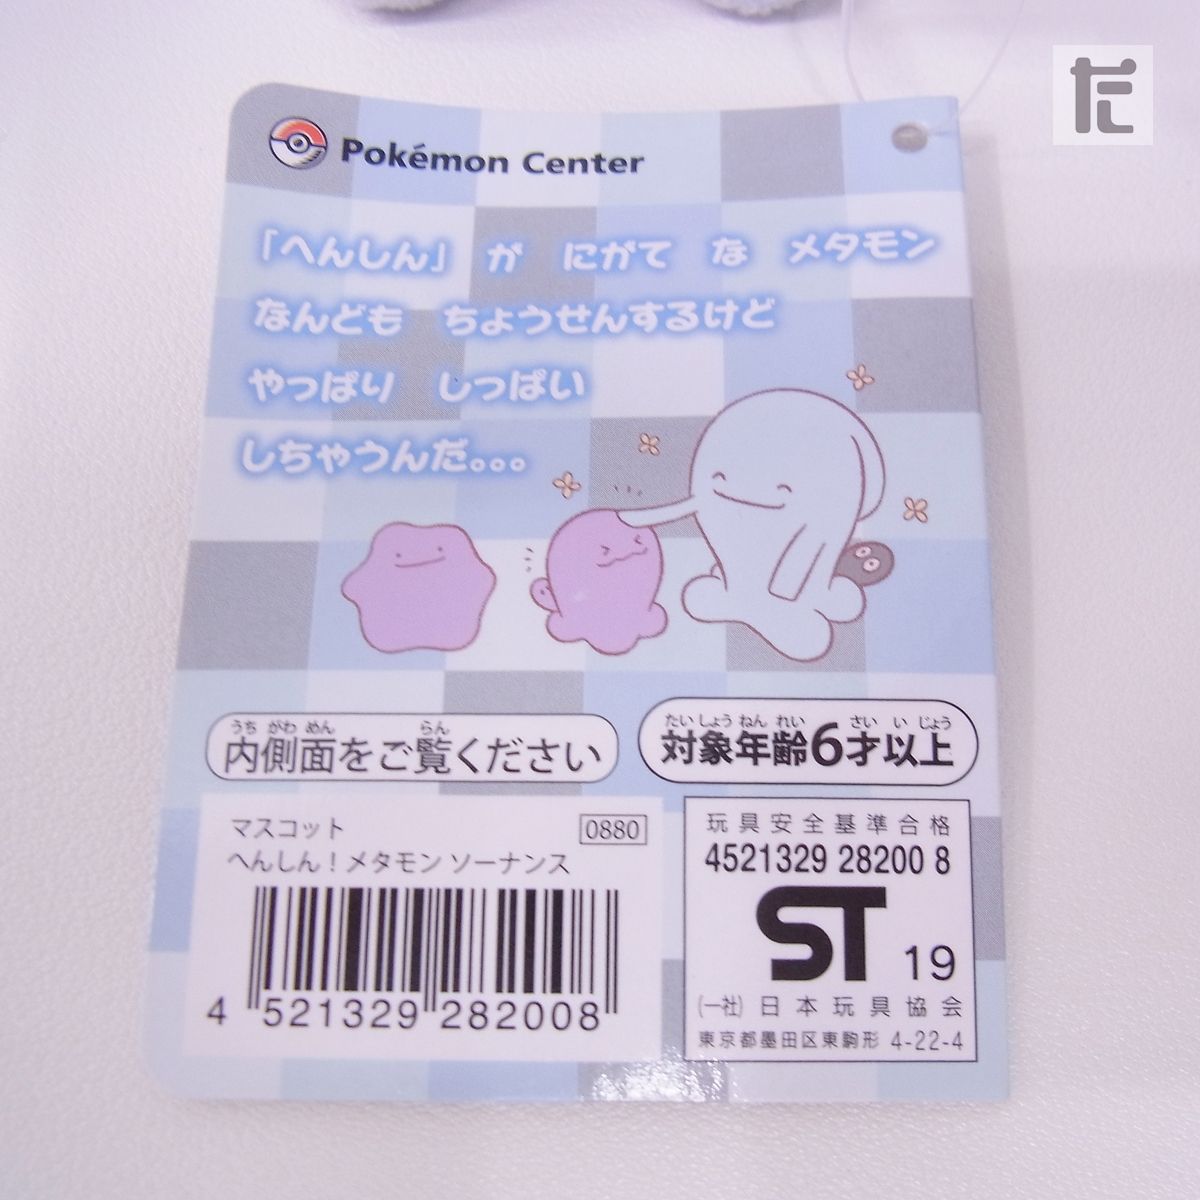 だ
Pokémon Center
「へんしん」 が にがて な メタモン
なんども ちょうせんするけど
やっぱり しっぱい
しちゃうんだ。。。
うち がわ めん らん
内側面をご覧ください
たいしょう ねん れい さい い じょう
対象年齢6才以上
マスコット
0880
へんしん！メタモン ソーナンス
4 521329 282008
玩具安全基準合格
4521329 28200 8
ST 19
(一社) 日本玩具協会
東京都墨田区東駒形 4-22-4